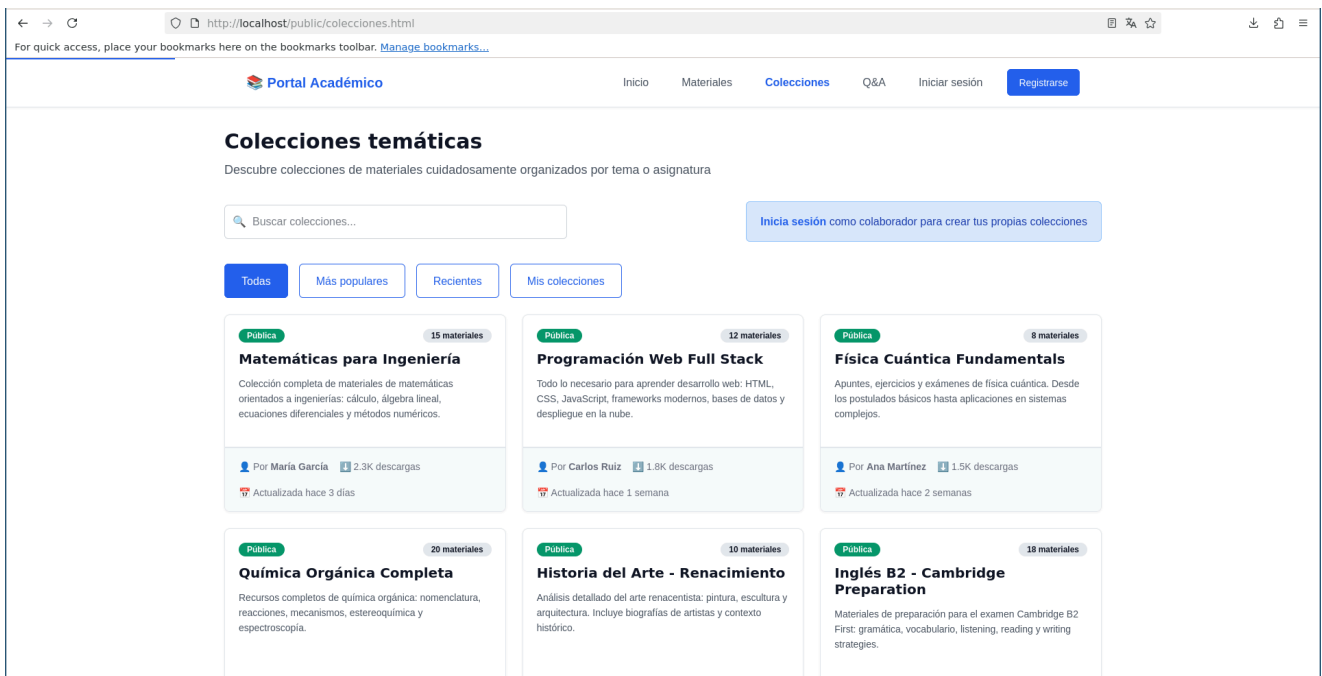 http://localhost/public/colecciones.html
For quick access, place your bookmarks here on the bookmarks toolbar. Manage bookmarks...
Portal Académico
Inicio Materiales Colecciones Q&A Iniciar sesión Registrarse
Colecciones temáticas
Descubre colecciones de materiales cuidadosamente organizados por tema o asignatura
Buscar colecciones...
Inicia sesión como colaborador para crear tus propias colecciones
Todas Más populares Recientes Mis colecciones
Pública 15 materiales
Matemáticas para Ingeniería
Colección completa de materiales de matemáticas
orientados a ingenierías: cálculo, álgebra lineal,
ecuaciones diferenciales y métodos numéricos.
Por María García 2.3K descargas
Actualizada hace 3 días
Pública 12 materiales
Programación Web Full Stack
Todo lo necesario para aprender desarrollo web: HTML,
CSS, JavaScript, frameworks modernos, bases de datos y
despliegue en la nube.
Por Carlos Ruiz 1.8K descargas
Actualizada hace 1 semana
Pública 8 materiales
Física Cuántica Fundamentals
Apuntes, ejercicios y exámenes de física cuántica. Desde
los postulados básicos hasta aplicaciones en sistemas
complejos.
Por Ana Martínez 1.5K descargas
Actualizada hace 2 semanas
Pública 20 materiales
Química Orgánica Completa
Recursos completos de química orgánica: nomenclatura,
reacciones, mecanismos, estereoquímica y
espectroscopía.
Pública 10 materiales
Historia del Arte - Renacimiento
Análisis detallado del arte renacentista: pintura, escultura y
arquitectura. Incluye biografías de artistas y contexto
histórico.
Pública 18 materiales
Inglés B2 - Cambridge
Preparation
Materiales de preparación para el examen Cambridge B2
First: gramática, vocabulario, listening, reading y writing
strategies.